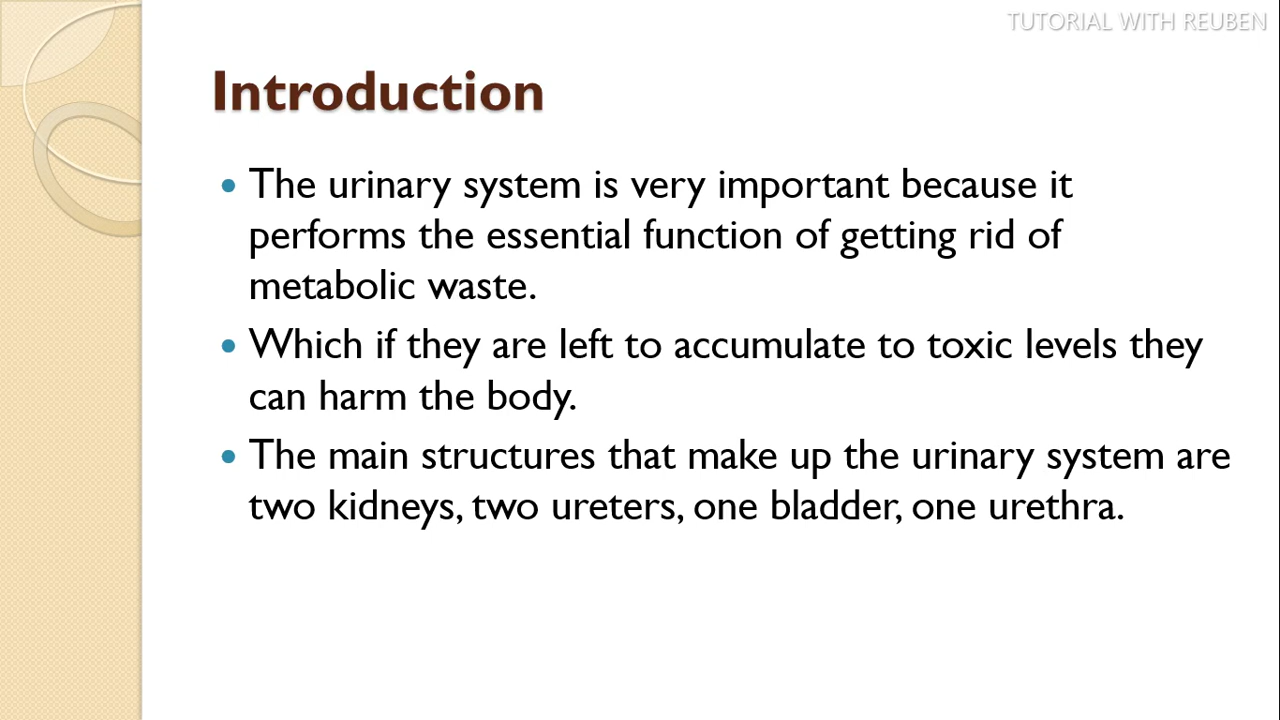 TUTORIAL WITH REUBEN
Introduction
• The urinary system is very important because it
performs the essential function of getting rid of
metabolic waste.
• Which if they are left to accumulate to toxic levels they
can harm the body.
• The main structures that make up the urinary system are
two kidneys, two ureters, one bladder, one urethra.